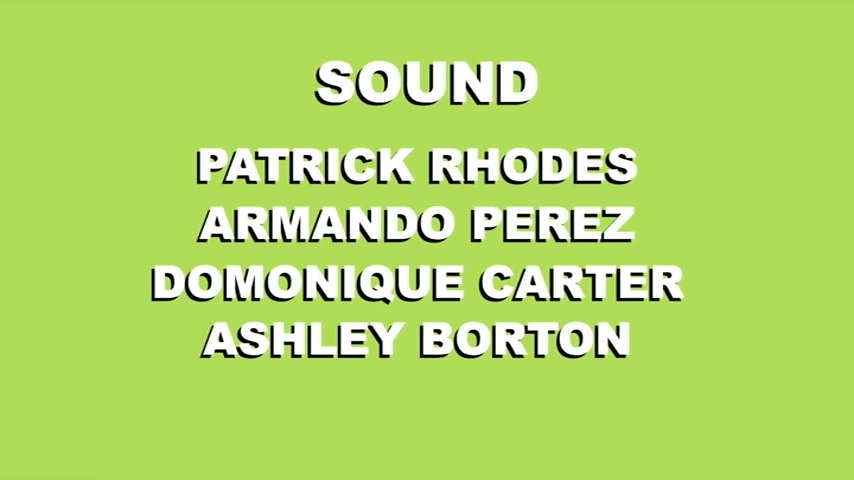 SOUND
PATRICK RHODES
ARMANDO PEREZ
DOMONIQUE CARTER
ASHLEY BORTON